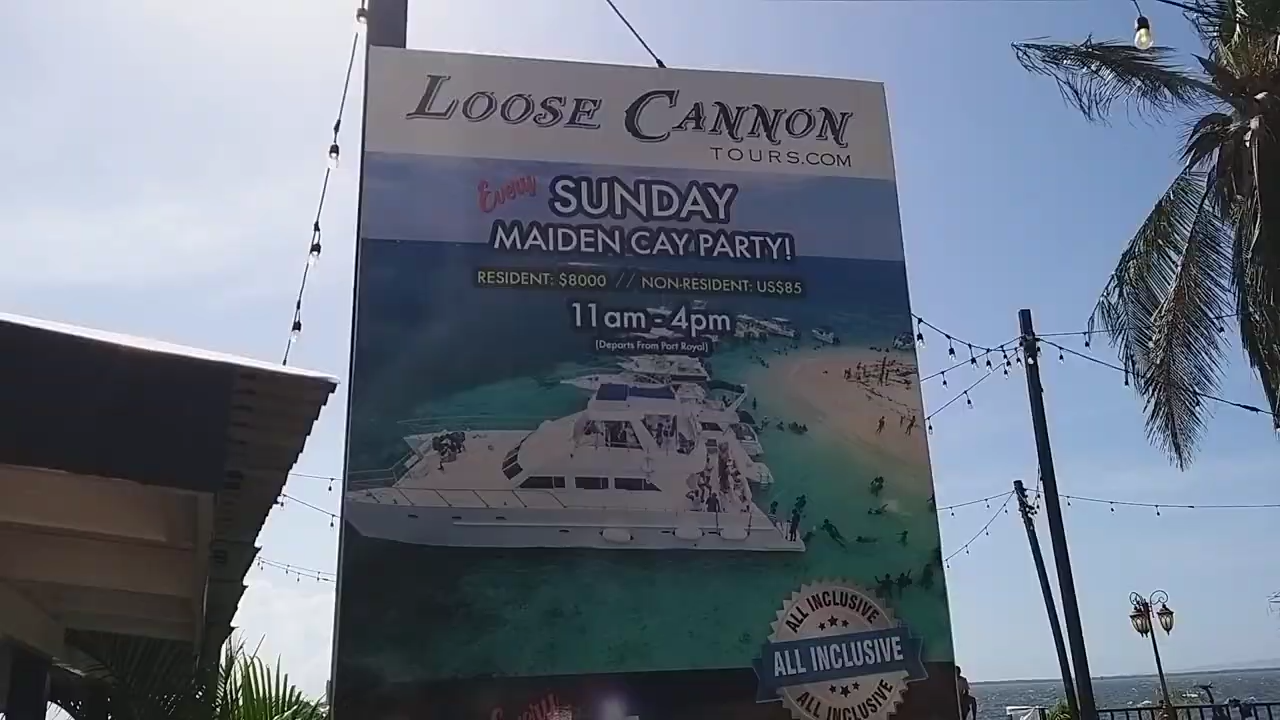 LOOSE CANNON
TOURS.COM
Every SUNDAY
MAIDEN CAY PARTY!
RESIDENT: $8000 // NON-RESIDENT: US$85
11am - 4pm
(Departs From Port Royal)
ALL INCLUSIVE
ALL INCLUSIVE
ALL INCLUSIVE
Every